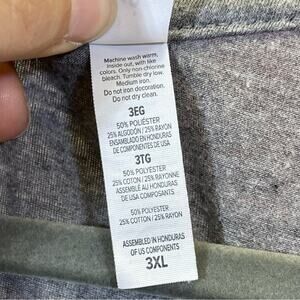 Machine wash warm,
inside out, with like
colors. Only non-chlorine
bleach. Tumble dry low.
Medium iron.
Do not iron decoration.
Do not dry clean.
3EG
50% POLIÉSTER
25% ALGODÓN / 25% RAYON
ENSAMBLADO EN HONDURAS
DE COMPONENTES DE USA
3TG
50% POLYESTER
25% COTON / 25% RAYONNE
ASSEMBLÉ AU HONDURAS
DE COMPOSANTS DES É.U.
50% POLYESTER
25% COTTON / 25% RAYON
ASSEMBLED IN HONDURAS
OF US COMPONENTS
3XL